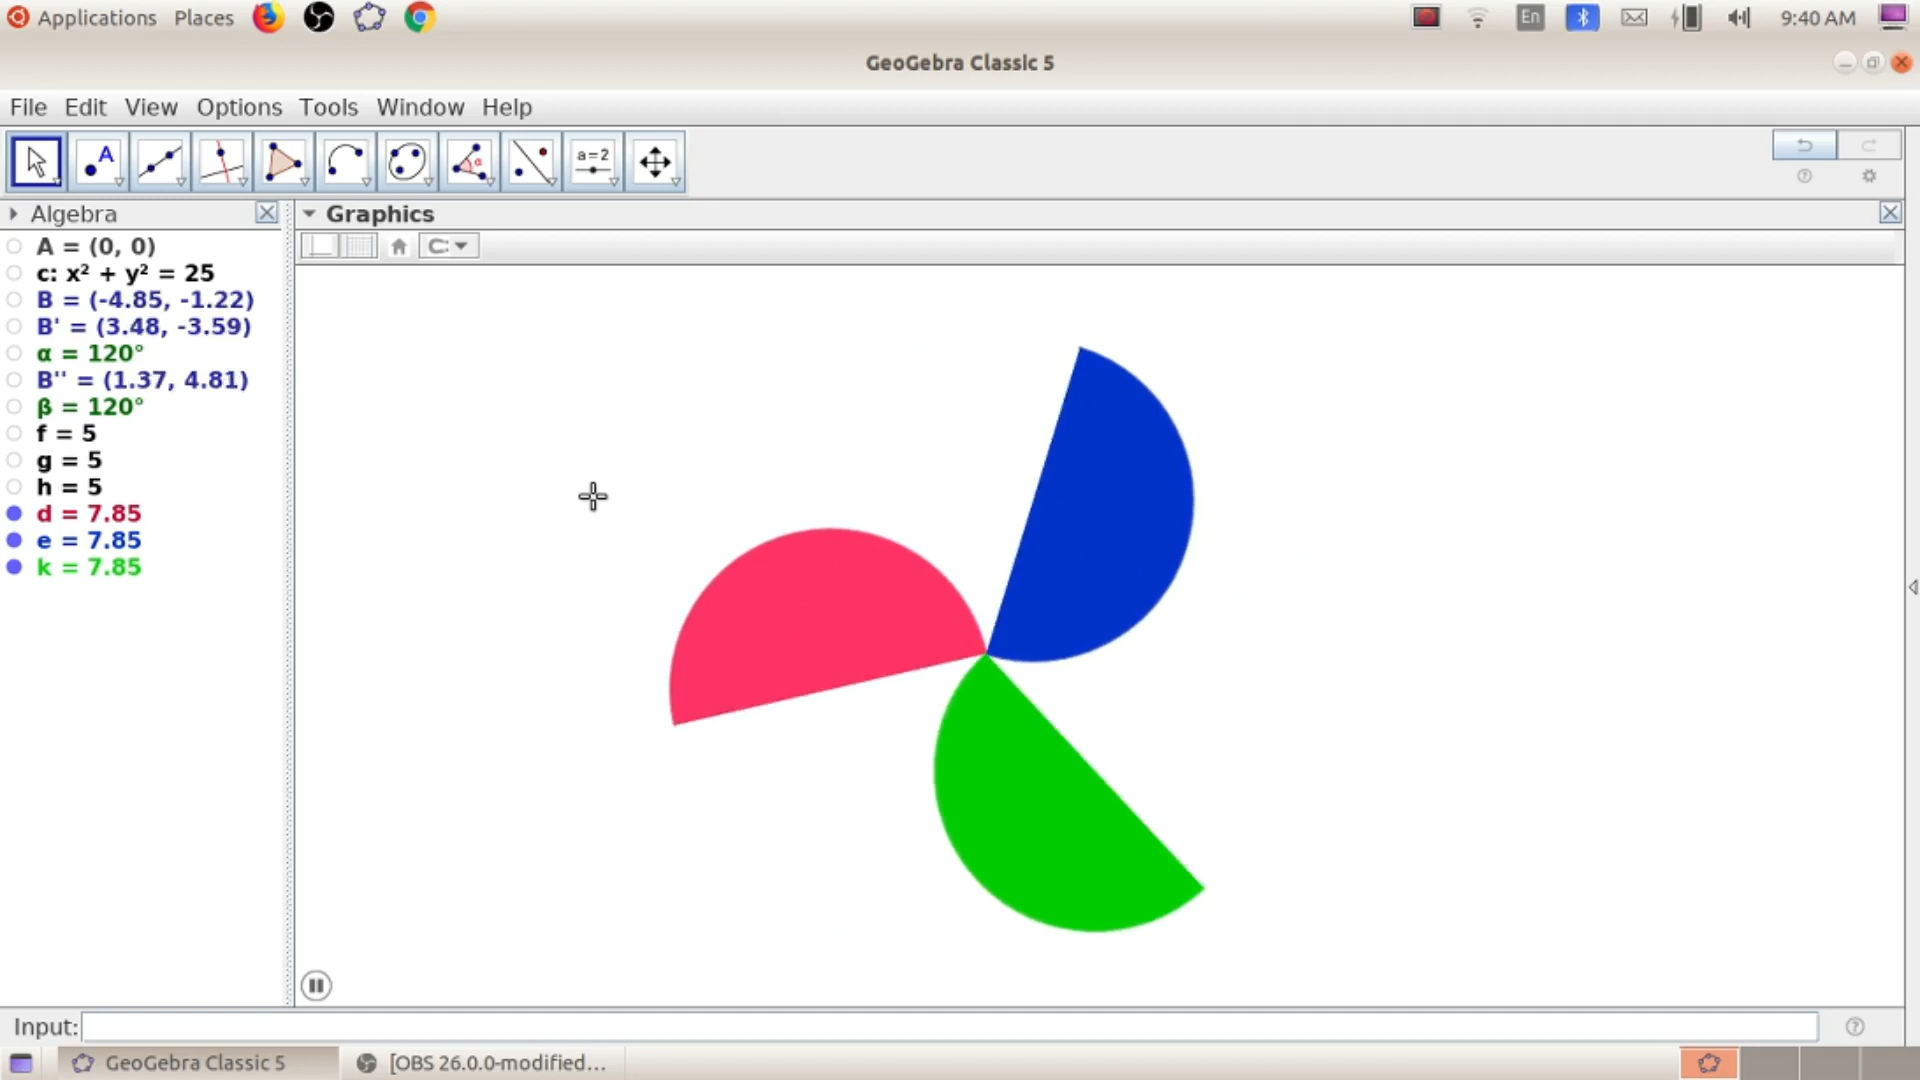 Applications Places En 9:40 AM
GeoGebra Classic 5
File Edit View Options Tools Window Help
A a=2
Algebra Graphics
A = (0, 0)
c: x² + y² = 25
B = (-4.85, -1.22)
B' = (3.48, -3.59)
α = 120°
B'' = (1.37, 4.81)
β = 120°
f = 5
g = 5
h = 5
d = 7.85
e = 7.85
k = 7.85
Input:
GeoGebra Classic 5 [OBS 26.0.0-modified...